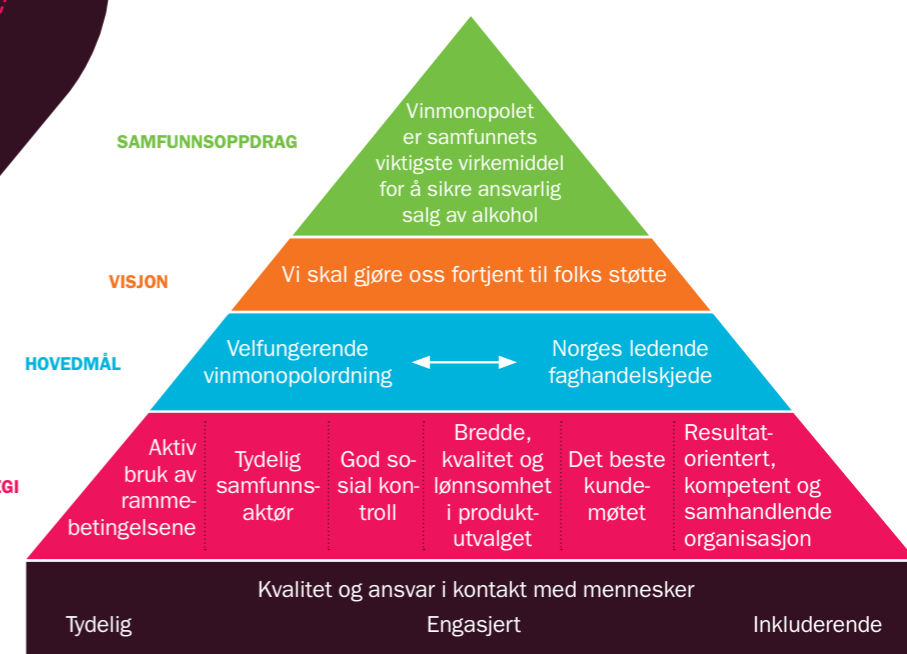 SAMFUNNSOPPDRAG
Vinmonopolet
er samfunnets
viktigste virkemiddel
for å sikre ansvarlig
salg av alkohol
VISJON
Vi skal gjøre oss fortjent til folks støtte
HOVEDMÅL
Velfungerende
vinmonopolordning
Norges ledende
faghandelskjede
EGI
Aktiv
bruk av
ramme-
betingelsene
Tydelig
samfunns-
aktør
God so-
sial kon-
troll
Bredde,
kvalitet og
lønnsomhet
i produkt-
utvalget
Det beste
kunde-
møtet
Resultat-
orientert,
kompetent og
samhandlende
organisasjon
Kvalitet og ansvar i kontakt med mennesker
Tydelig Engasjert Inkluderende